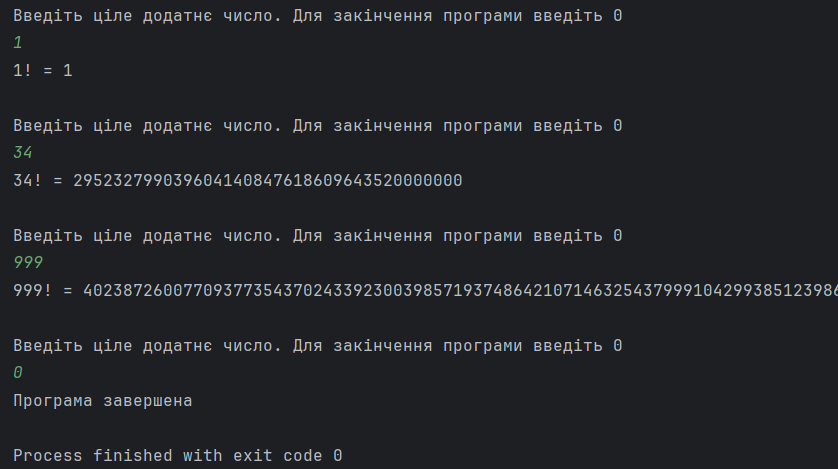 Введіть ціле додатнє число. Для закінчення програми введіть 0
1
1! = 1
Введіть ціле додатнє число. Для закінчення програми введіть 0
34
34! = 295232799039604140847618609643520000000
Введіть ціле додатнє число. Для закінчення програми введіть 0
999
999! = 4023872600770937735437024339230039857193748642107146325437999104299385123986
Введіть ціле додатнє число. Для закінчення програми введіть 0
0
Програма завершена
Process finished with exit code 0